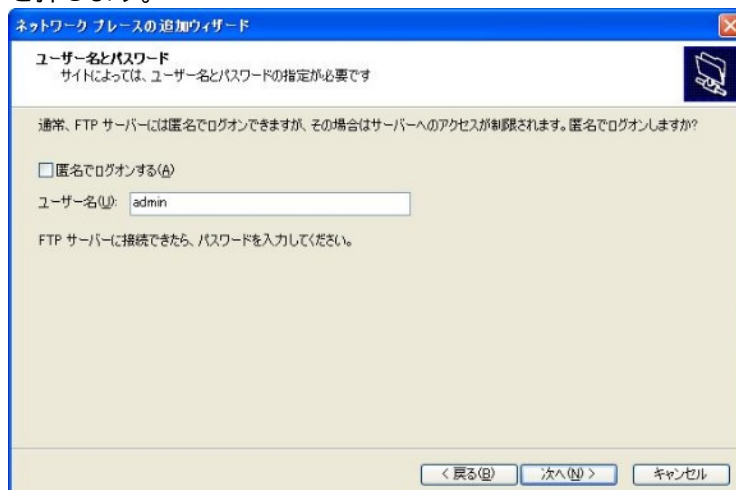 を押します。
ネットワーク プレースの追加ウィザード
ユーザー名とパスワード
サイトによっては、ユーザー名とパスワードの指定が必要です
通常、FTP サーバーには匿名でログオンできますが、その場合はサーバーへのアクセスが制限されます。匿名でログオンしますか?
匿名でログオンする(A)
ユーザー名(U): admin
FTP サーバーに接続できたら、パスワードを入力してください。
< 戻る(B) 次へ(N) > キャンセル